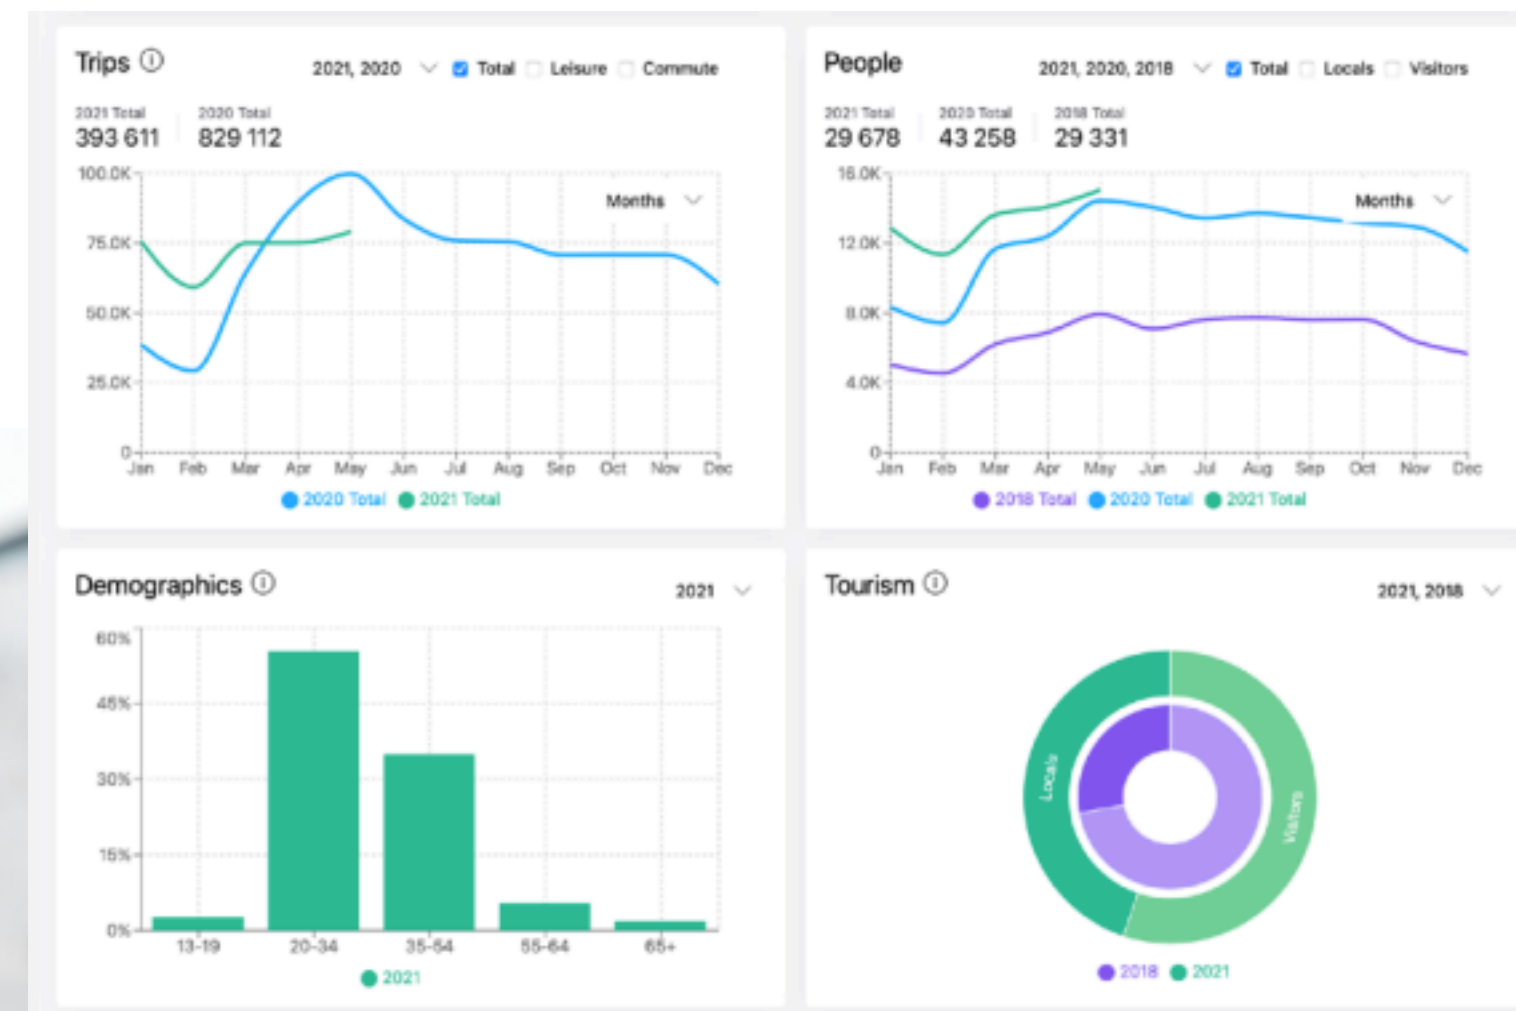 Trips
2021, 2020 Total Leisure Commute
2021 Total 2020 Total
393 611 829 112
100.0K
75.0K
50.0K
25.0K
0
Months
Jan Feb Mar Apr May Jun Jul Aug Sep Oct Nov Dec
2020 Total 2021 Total
People
2021, 2020, 2018 Total Locals Visitors
2021 Total 2020 Total 2018 Total
29 678 43 258 29 331
16.0K
12.0K
8.0K
4.0K
0
Months
Jan Feb Mar Apr May Jun Jul Aug Sep Oct Nov Dec
2018 Total 2020 Total 2021 Total
Demographics
2021
60%
45%
30%
15%
0%
13-19 20-34 35-54 55-64 65+
2021
Tourism
2021, 2018
Locals
Visitors
2018 2021